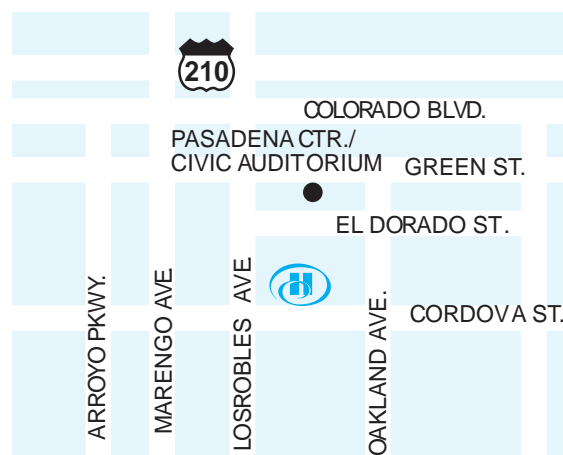 210
COLORADO BLVD.
PASADENA CTR./
CIVIC AUDITORIUM
GREEN ST.
EL DORADO ST.
H
CORDOVA ST.
ARROYO PKWY.
MARENGO AVE
LOSROBLES AVE.
OAKLAND AVE.